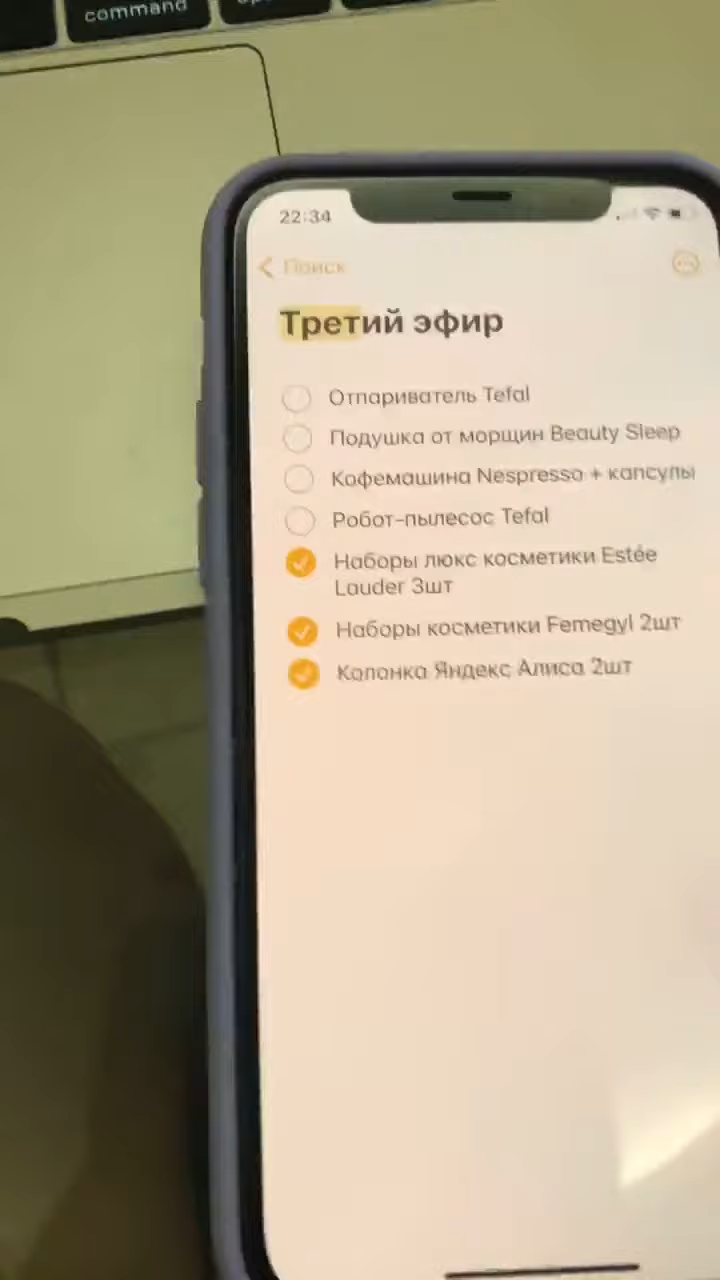 command
22:34
Поиск
Третий эфир
Отпариватель Tefal
Подушка от морщин Beauty Sleep
Кофемашина Nespresso + капсулы
Робот-пылесос Tefal
Наборы люкс косметики Estée
Lauder 3шт
Наборы косметики Femegyl 2шт
Колонка Яндекс Алиса 2шт